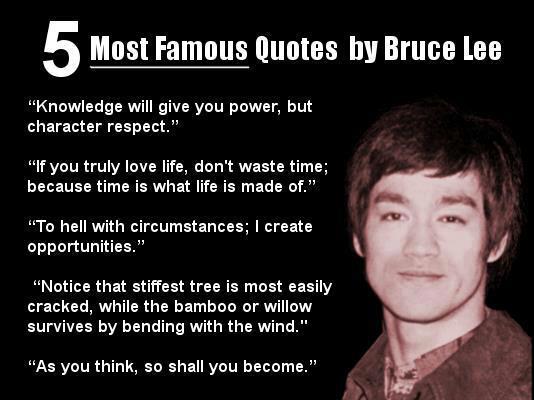 5 Most Famous Quotes by Bruce Lee
“Knowledge will give you power, but
character respect.”
“If you truly love life, don't waste time;
because time is what life is made of.”
“To hell with circumstances; I create
opportunities.”
“Notice that stiffest tree is most easily
cracked, while the bamboo or willow
survives by bending with the wind."
“As you think, so shall you become.”